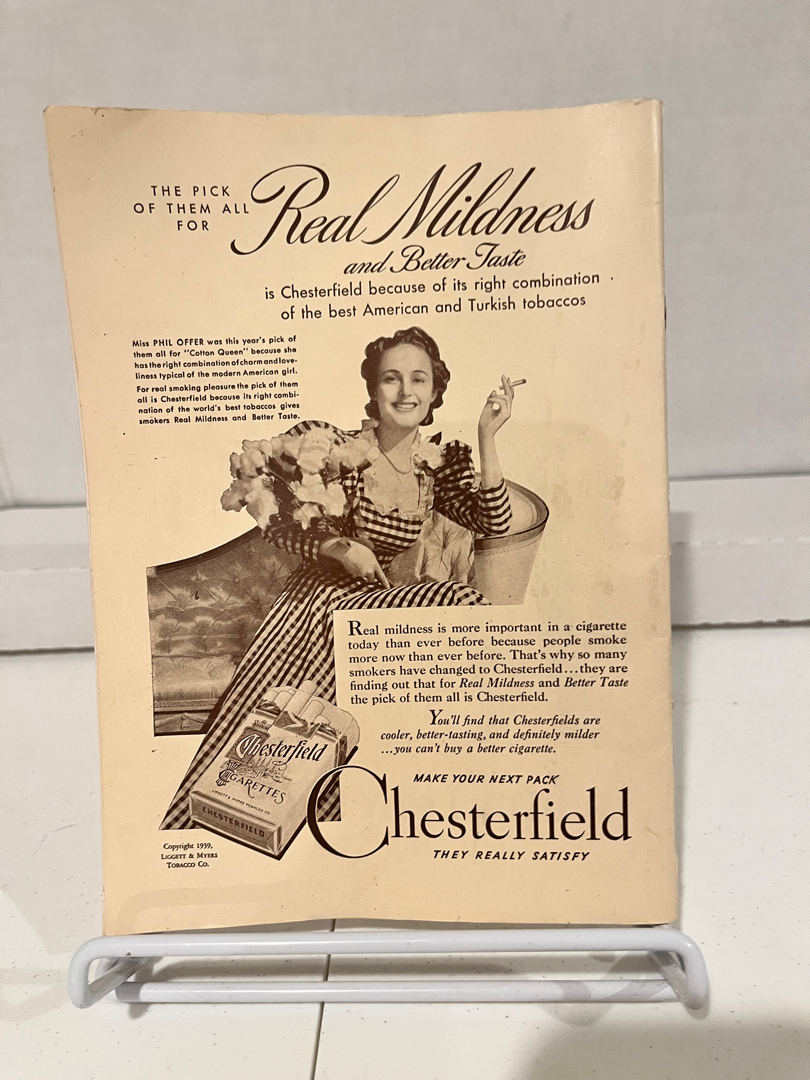 THE PICK
OF THEM ALL
FOR
Real Mildness
and Better Taste
is Chesterfield because of its right combination
of the best American and Turkish tobaccos
Miss PHIL OFFER was this year's pick of
them all for "Cotton Queen" because she
has the right combination of charm and love-
liness typical of the modern American girl.
For real smoking pleasure the pick of them
all is Chesterfield because its right combi-
nation of the world's best tobaccos gives
smokers Real Mildness and Better Taste.
Real mildness is more important in a cigarette
today than ever before because people smoke
more now than ever before. That's why so many
smokers have changed to Chesterfield...they are
finding out that for Real Mildness and Better Taste
the pick of them all is Chesterfield.
You'll find that Chesterfields are
cooler, better-tasting, and definitely milder
...you can't buy a better cigarette.
Chesterfield
CIGARETTES
LIGGETT & MYERS TOBACCO CO.
CHESTERFIELD
MAKE YOUR NEXT PACK
Chesterfield
THEY REALLY SATISFY
Copyright 1939,
LIGGETT & MYERS
TOBACCO CO.